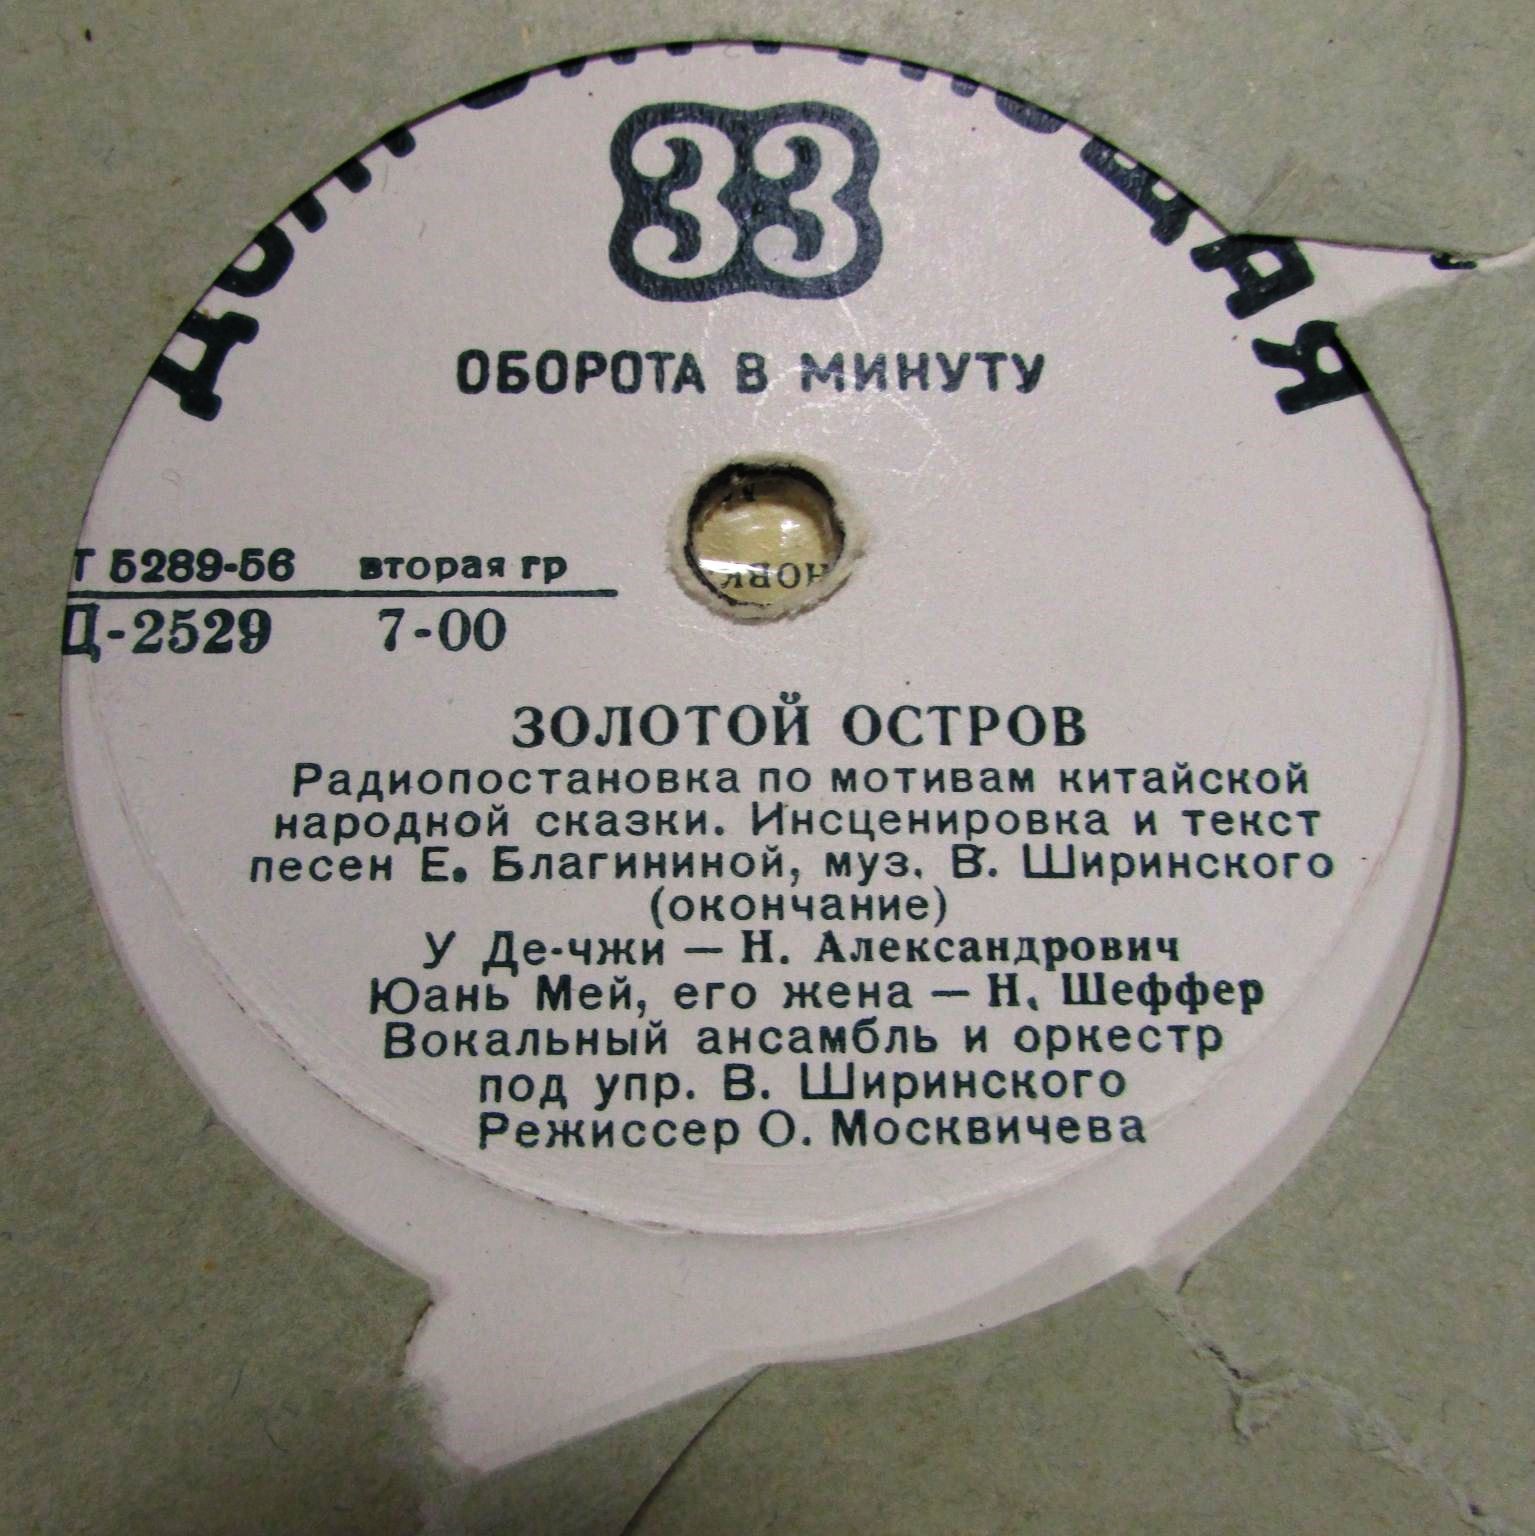 33
ОБОРОТА В МИНУТУ
Т 5289-56 вторая гр
Д-2529 7-00
ЗОЛОТОЙ ОСТРОВ
Радиопостановка по мотивам китайской
народной сказки. Инсценировка и текст
песен Е. Благининой, муз. В. Ширинского
(окончание)
У Де-чжи — Н. Александрович
Юань Мей, его жена — Н. Шеффер
Вокальный ансамбль и оркестр
под упр. В. Ширинского
Режиссер О. Москвичева